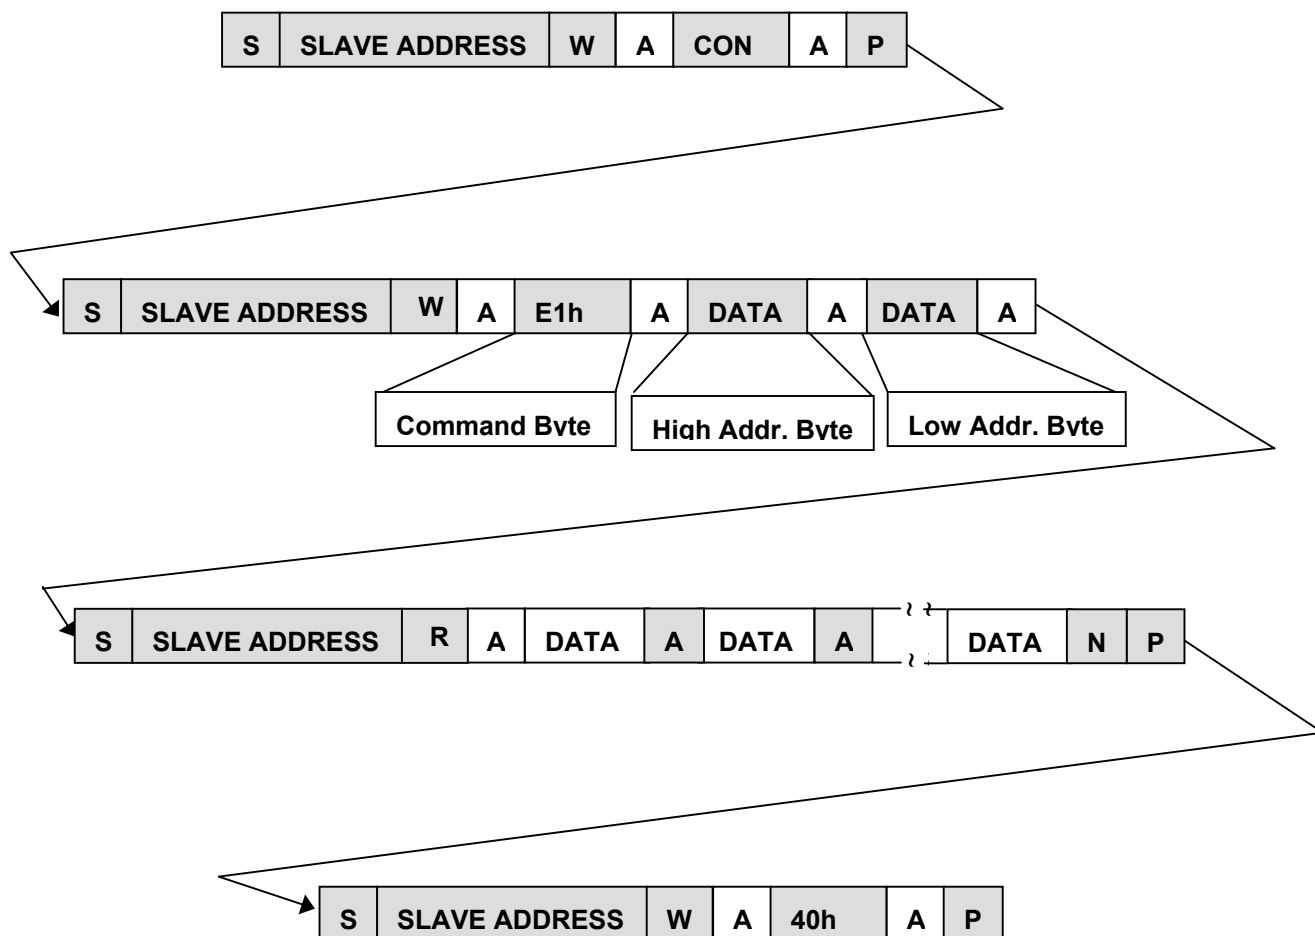 S SLAVE ADDRESS W A CON A P
S SLAVE ADDRESS W A E1h A DATA A DATA A
Command Byte High Addr. Byte Low Addr. Byte
S SLAVE ADDRESS R A DATA A DATA A ~ ~ ~ DATA N P
S SLAVE ADDRESS W A 40h A P